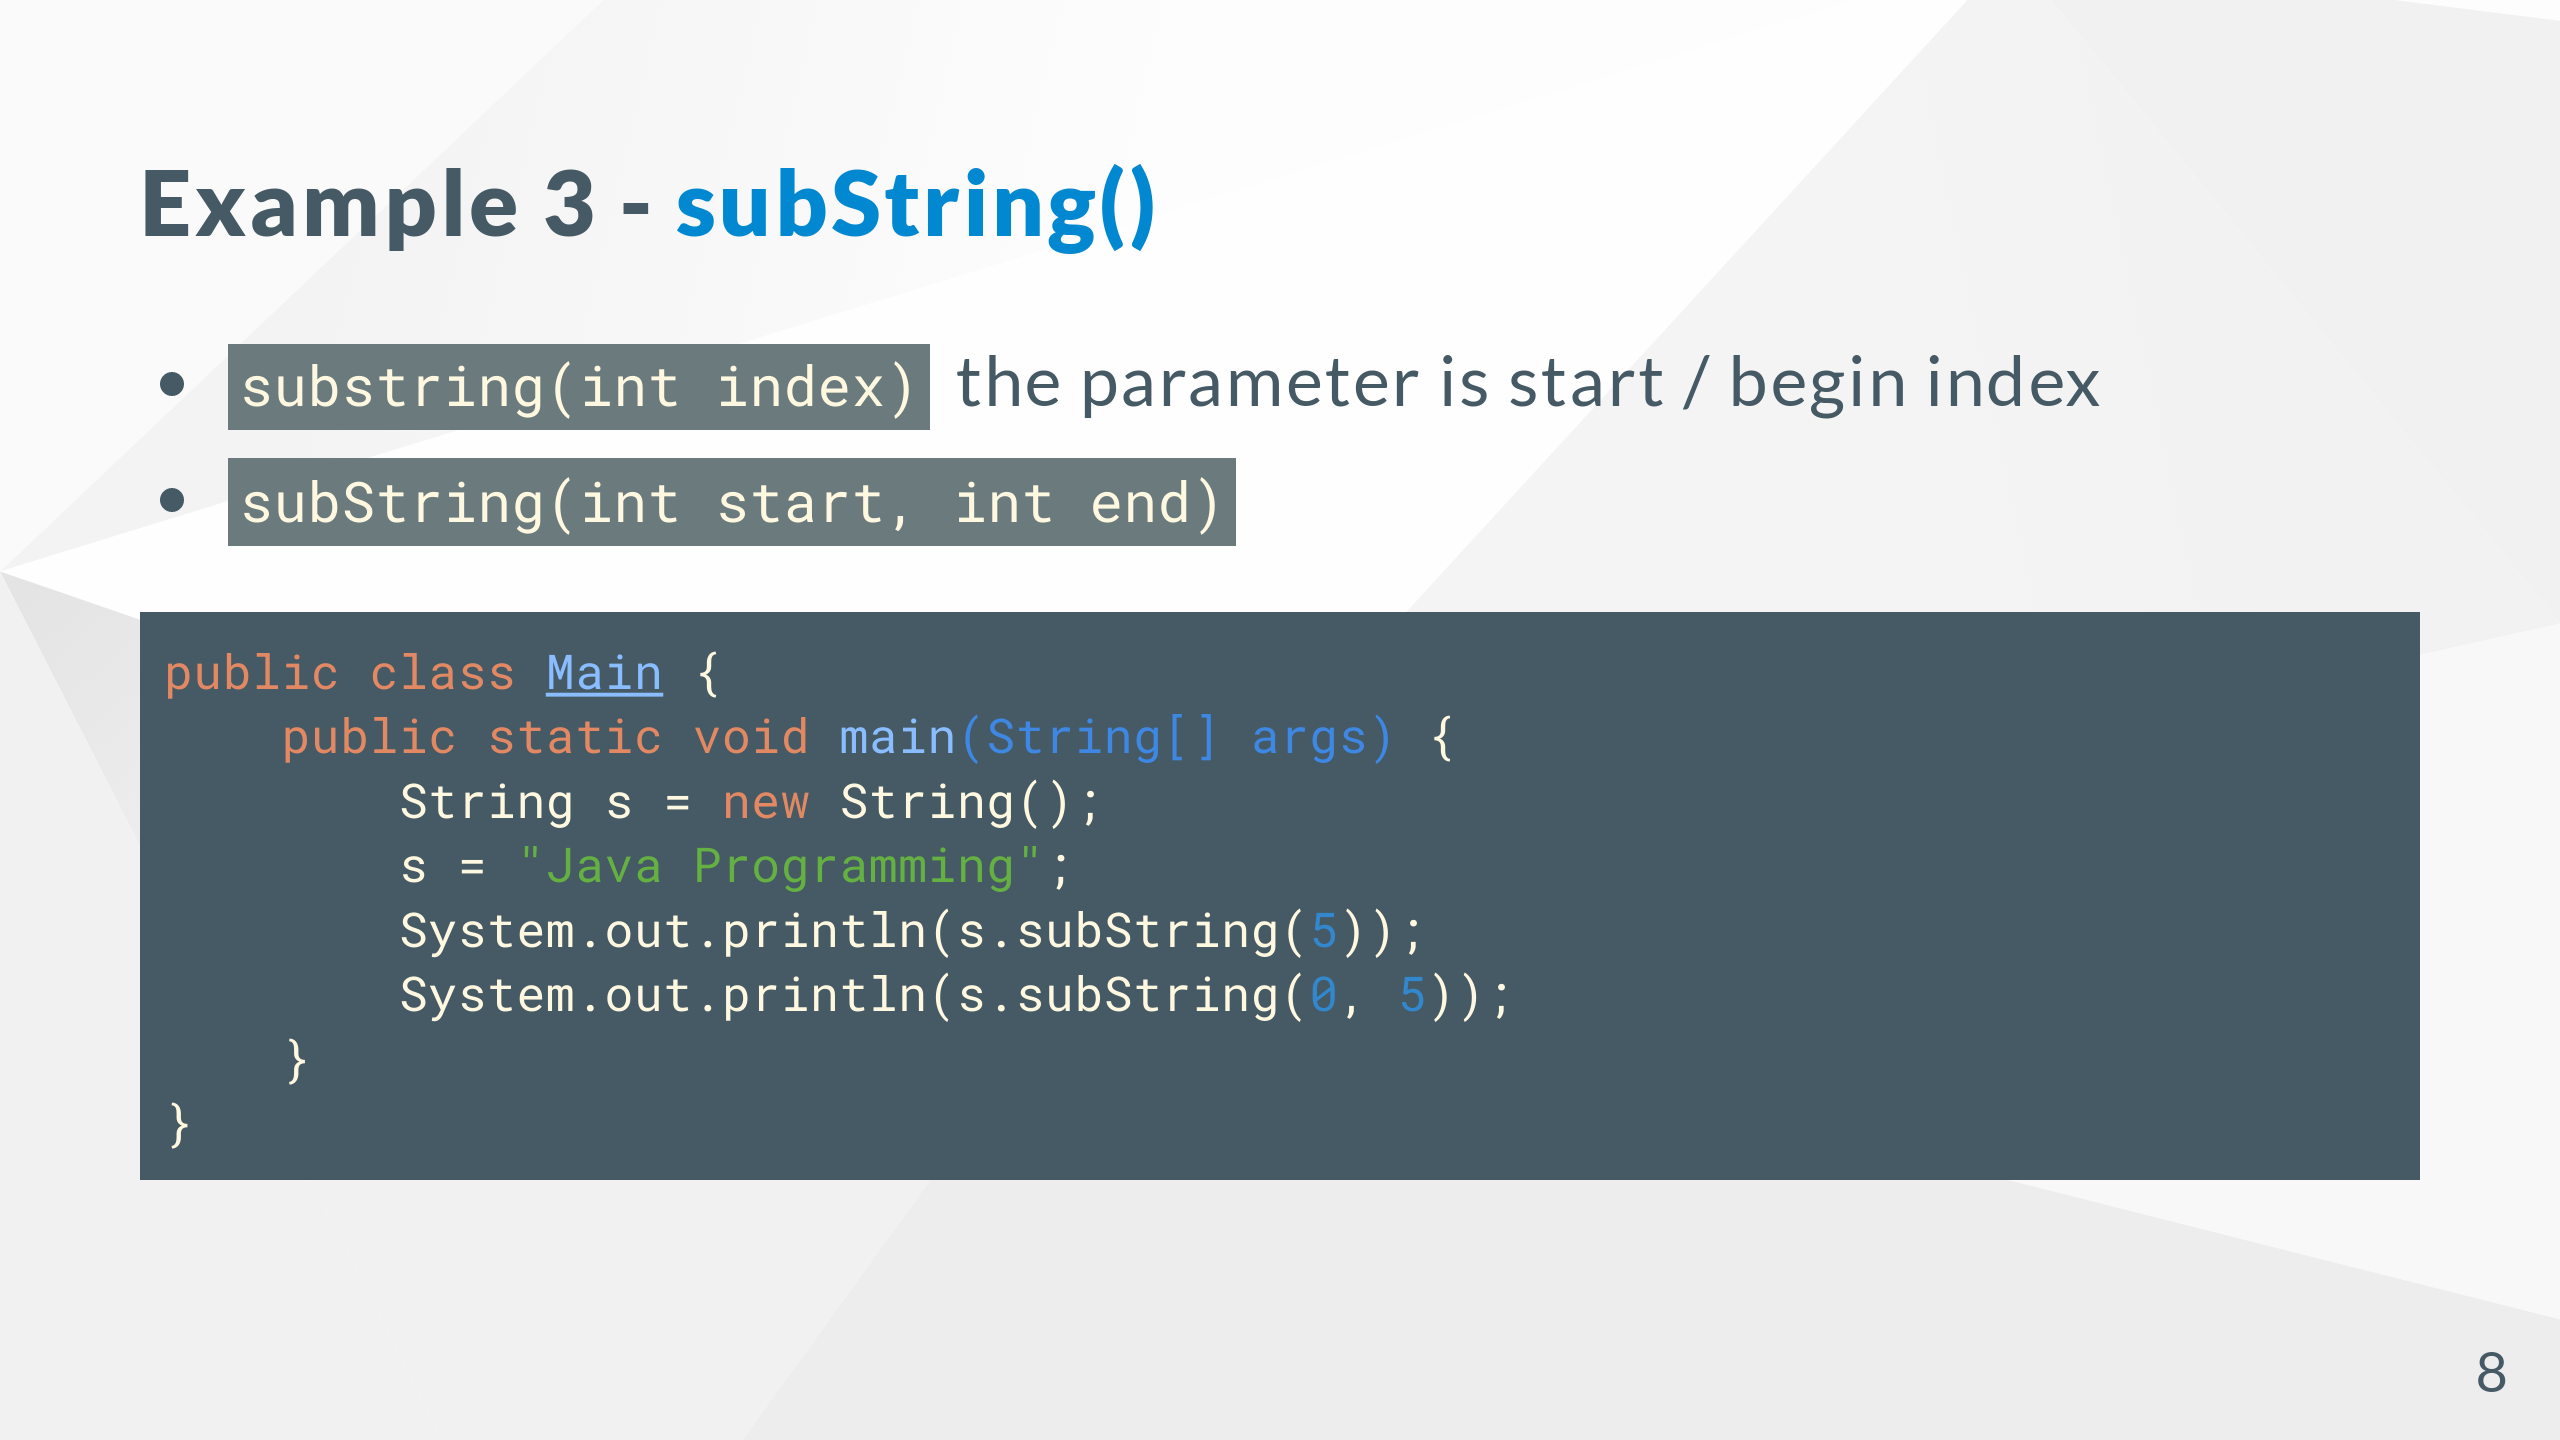 Example 3 - subString()
• substring(int index) the parameter is start / begin index
• subString(int start, int end)
public class Main {
    public static void main(String[] args) {
        String s = new String();
        s = "Java Programming";
        System.out.println(s.subString(5));
        System.out.println(s.subString(0, 5));
    }
}
8